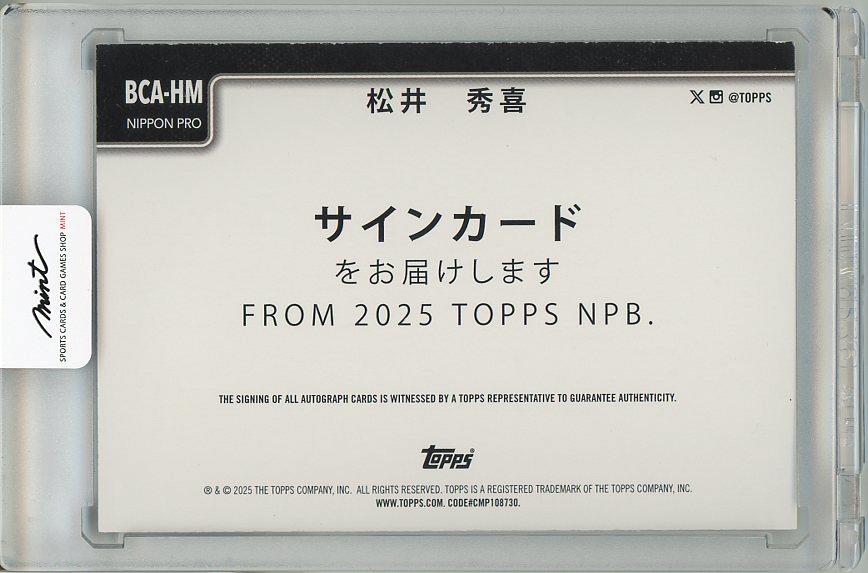 BCA-HM
NIPPON PRO
松井 秀喜
@TOPPS
サインカード
をお届けします
FROM 2025 TOPPS NPB.
mint
SPORTS CARDS & CARD GAMES SHOP MINT
THE SIGNING OF ALL AUTOGRAPH CARDS IS WITNESSED BY A TOPPS REPRESENTATIVE TO GUARANTEE AUTHENTICITY.
topps®
® & © 2025 THE TOPPS COMPANY, INC. ALL RIGHTS RESERVED. TOPPS IS A REGISTERED TRADEMARK OF THE TOPPS COMPANY, INC.
WWW.TOPPS.COM. CODE#CMP108730.